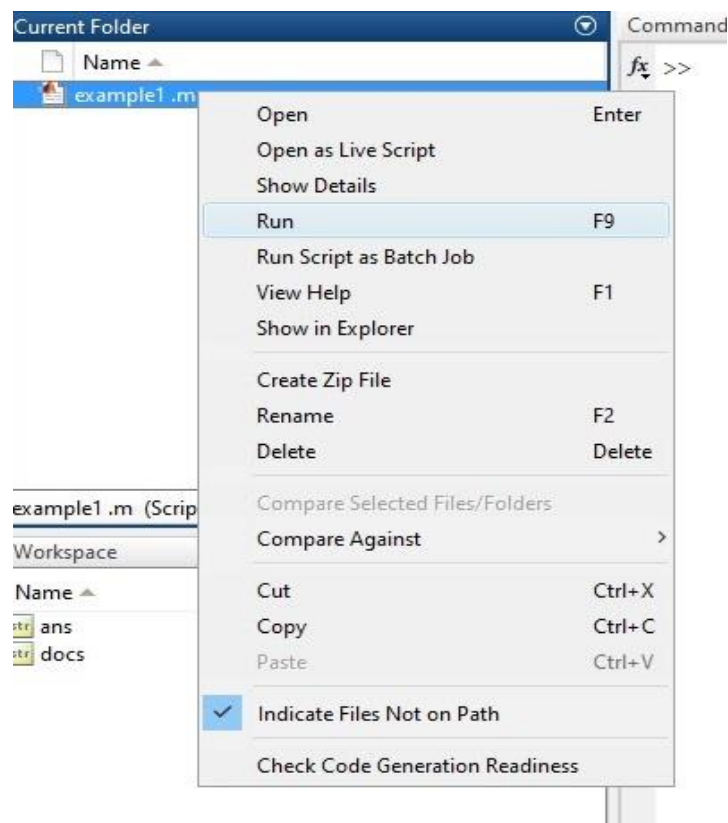 Current Folder
Command
Name
fx >>
example1 .m
Open Enter
Open as Live Script
Show Details
Run F9
Run Script as Batch Job
View Help F1
Show in Explorer
Create Zip File
Rename F2
Delete Delete
Compare Selected Files/Folders
Compare Against >
Cut Ctrl+X
Copy Ctrl+C
Paste Ctrl+V
Indicate Files Not on Path
Check Code Generation Readiness
example1 .m (Scrip
Workspace
Name
str ans
str docs